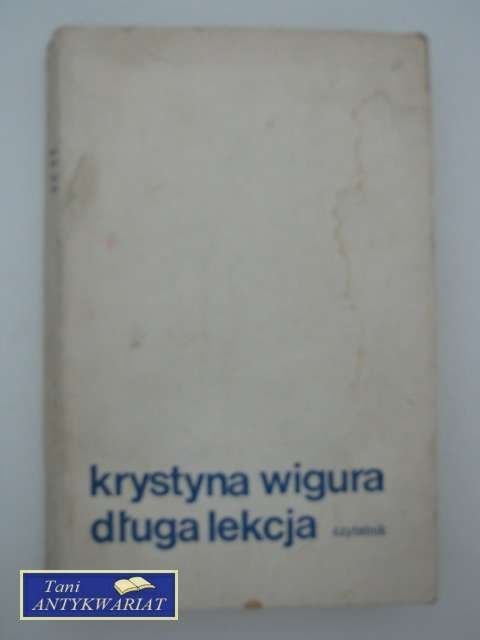 krystyna wigura
długa lekcja czytelnik
Tani
ANTYKWARIAT